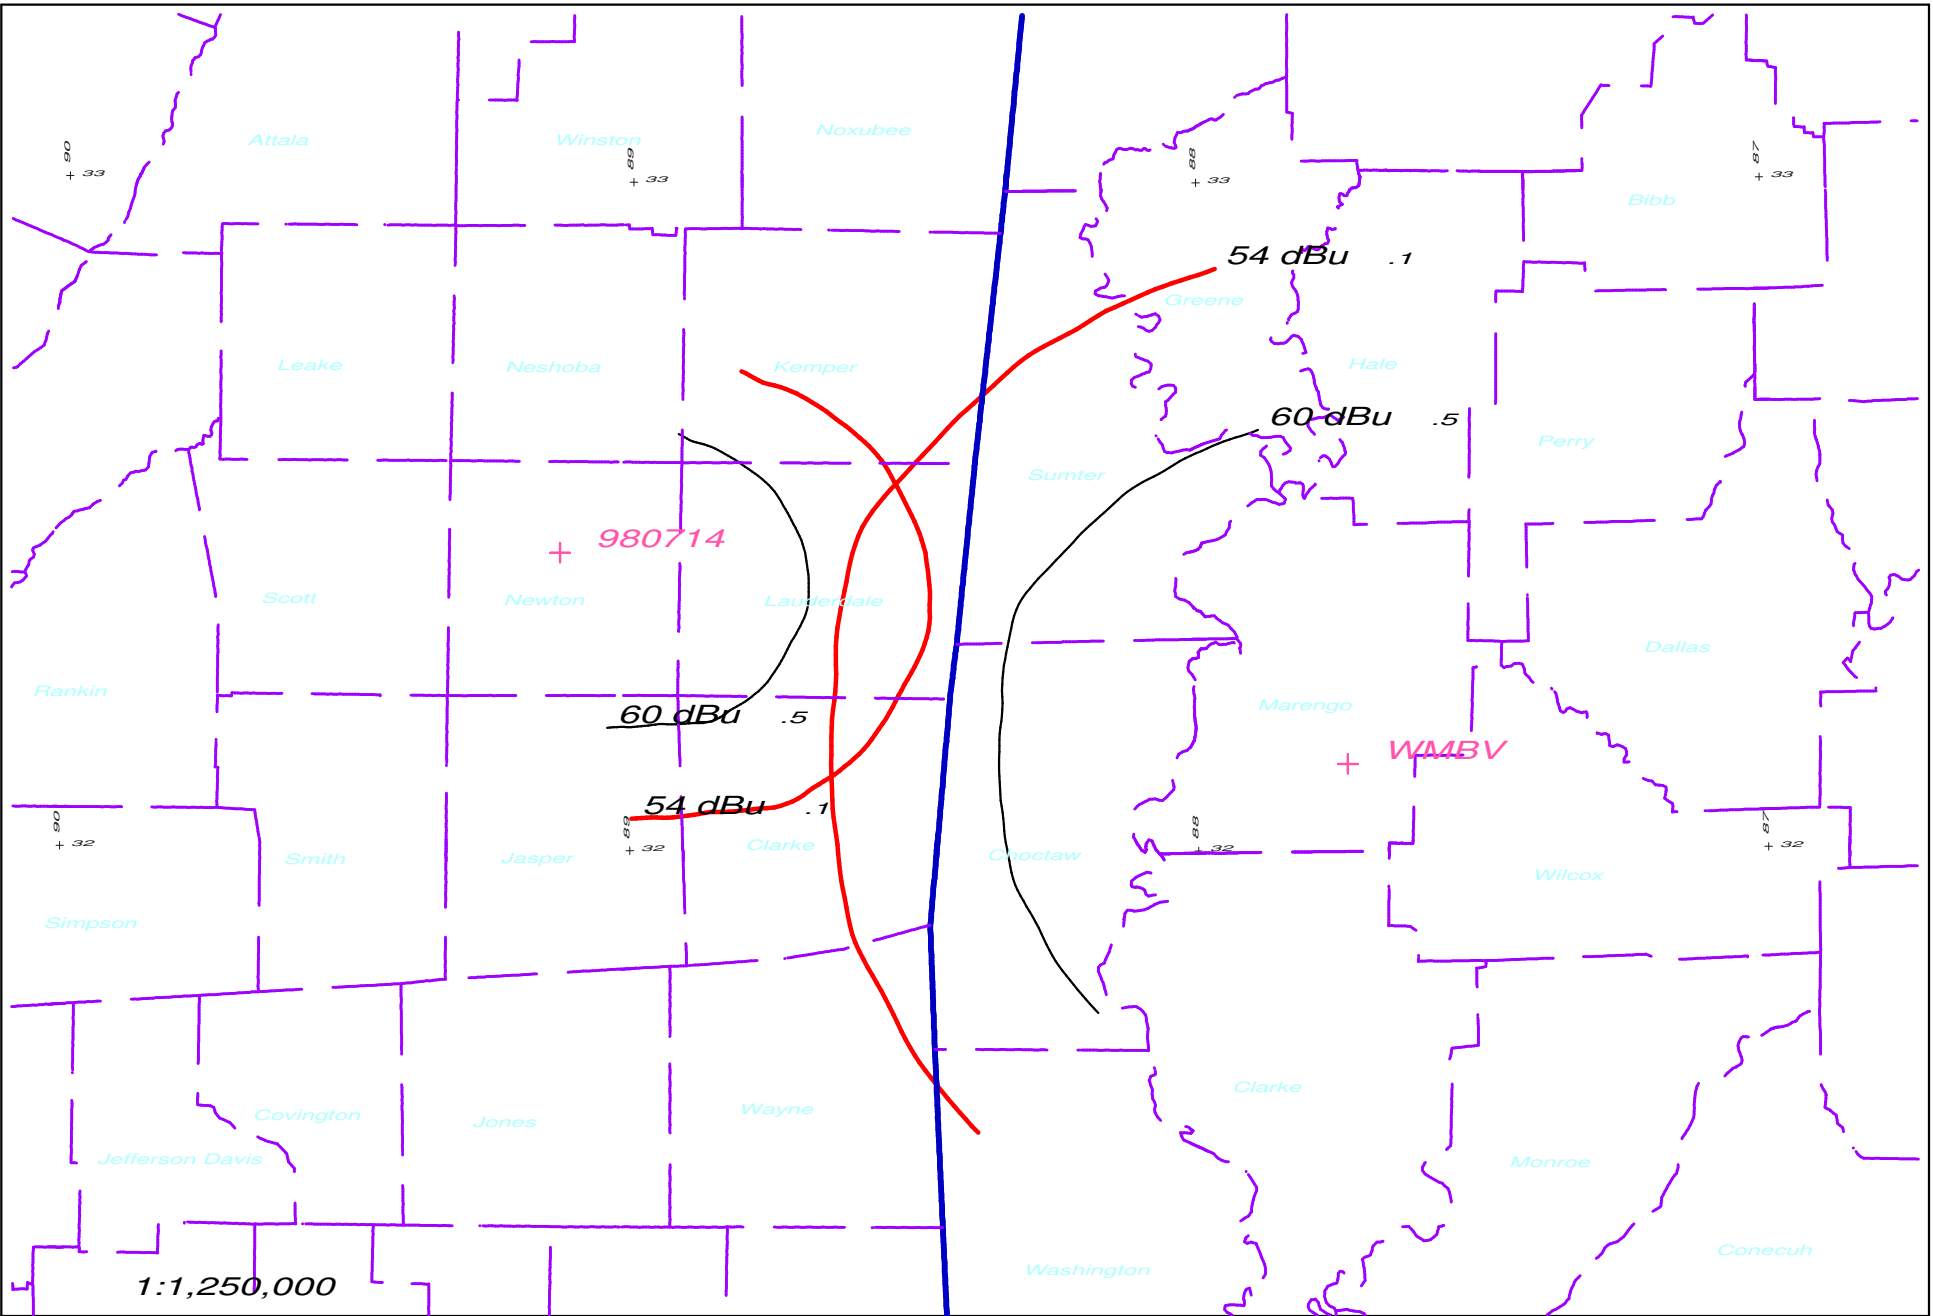 Attala
Winston
Noxubee
90
+ 33
89
+ 33
88
+ 33
87
+ 33
Bibb
54 dBu .1
Greene
Leake
Neshoba
Kemper
Hale
60 dBu .5
Perry
Sumter
980714
Scott
Newton
Lauderdale
Dallas
Rankin
60 dBu .5
Marengo
WMBV
54 dBu .1
90
+ 32
89
+ 32
88
+ 32
87
+ 32
Smith
Jasper
Clarke
Choctaw
Wilcox
Simpson
Clarke
Covington
Jones
Wayne
Jefferson Davis
Monroe
Conecuh
Washington
1:1,250,000